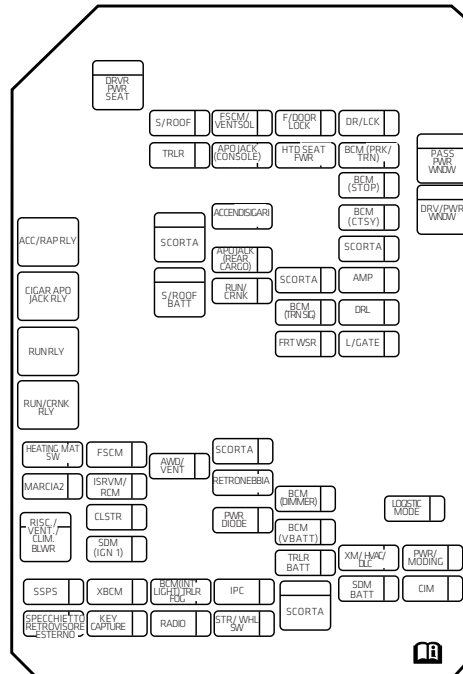 DRVR
PWR
SEAT
S/ROOF
FSCM/
VENTSOL
F/DOOR
LOCK
DR/LCK
TRLR
APO JACK
(CONSOLE)
HTD SEAT
FWR
BCM (PRK/
TRN)
PASS
PWR
WNDW
BCM
(STOP)
DRV/PWR
WNDW
ACCENDISIGARI
BCM
(CTSY)
SCORTA
ACC/RAP RLY
APO JACK
(REAR
CARGO)
SCORTA
S/ROOF
BATT
RUN/
CRNK
SCORTA
AMP
CIGAR APO
JACK RLY
BCM
(TRN SIG)
DRL
RUN RLY
FRT WSR
L/GATE
RUN/CRNK
RLY
HEATING MAT
SW
FSCM
AWD/
VENT
SCORTA
MARCIA2
ISRVM/
RCM
RETRONEBBIA
BCM
(DIMMER)
LOGISTIC
MODE
RISC./
VENT./
CLIM.
BLWR
CLSTR
PWR
DIODE
BCM
(VBATT)
SDM
(IGN 1)
TRLR
BATT
XM/ HVAC/
DLC
PWR/
MODING
SSPS
XBCM
BCM(INT
LIGHT) TRLR
FOG
IPC
SCORTA
SDM
BATT
CIM
SPECCHIETTO
RETROVISORE
ESTERNO
KEY
CAPTURE
RADIO
STR/ WHL
SW